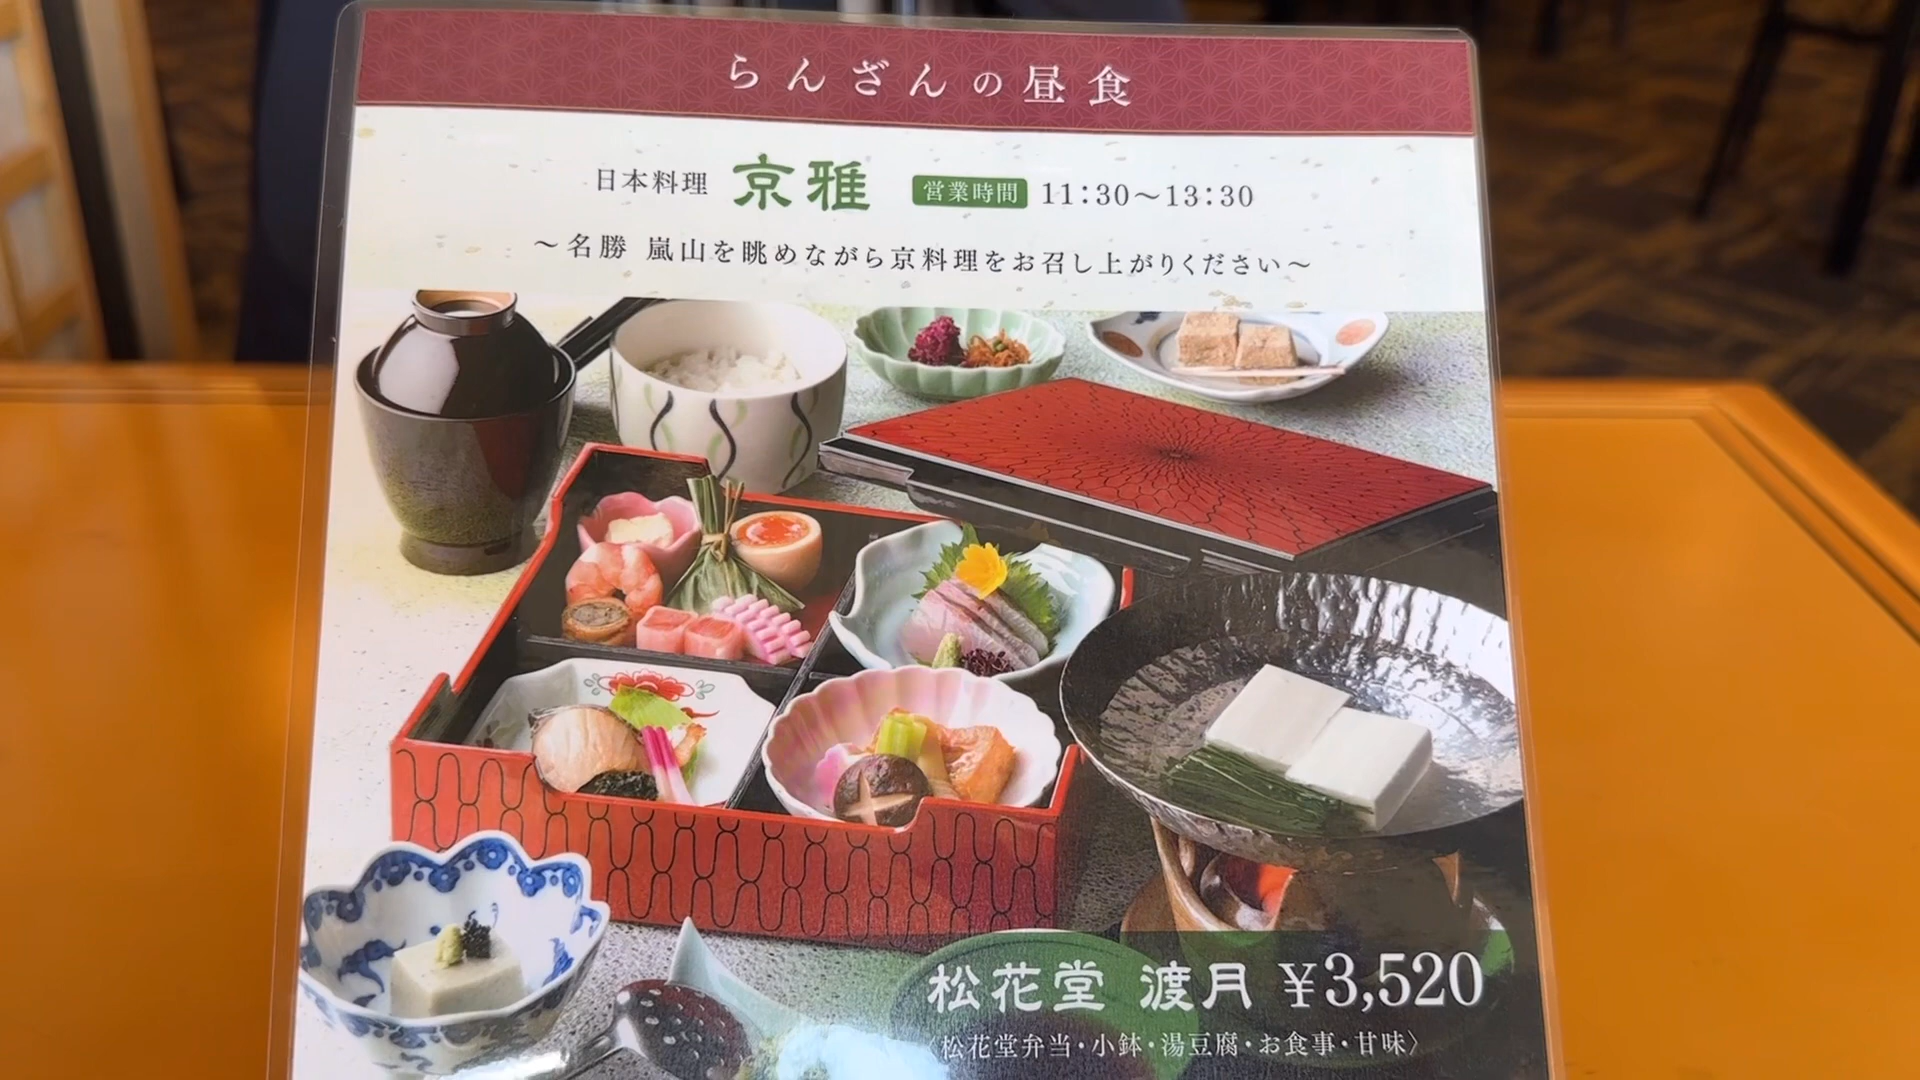 らんざんの昼食
日本料理 京雅 営業時間 11:30～13:30
～名勝 嵐山を眺めながら京料理をお召し上がりください～
松花堂 渡月 ¥3,520
〈松花堂弁当・小鉢・湯豆腐・お食事・甘味〉